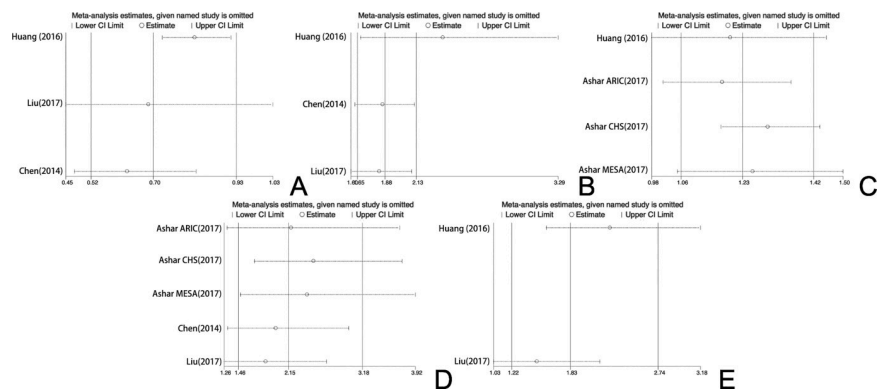 Meta-analysis estimates, given named study is omitted
| Lower CI Limit ○ Estimate | Upper CI Limit
Huang (2016)
Liu(2017)
Chen(2014)
0.45 0.52 0.70 0.93 1.03
A
Meta-analysis estimates, given named study is omitted
| Lower CI Limit ○ Estimate | Upper CI Limit
Huang (2016)
Chen(2014)
Liu(2017)
1.88 2.13 3.29
B
Meta-analysis estimates, given named study is omitted
| Lower CI Limit ○ Estimate | Upper CI Limit
Huang (2016)
Ashar ARIC(2017)
Ashar CHS(2017)
Ashar MESA(2017)
0.98 1.06 1.23 1.42 1.50
C
Meta-analysis estimates, given named study is omitted
| Lower CI Limit ○ Estimate | Upper CI Limit
Ashar ARIC(2017)
Ashar CHS(2017)
Ashar MESA(2017)
Chen(2014)
Liu(2017)
1.26 1.46 2.15 3.18 3.92
D
Meta-analysis estimates, given named study is omitted
| Lower CI Limit ○ Estimate | Upper CI Limit
Huang (2016)
Liu(2017)
1.03 1.22 1.83 2.74 3.18
E